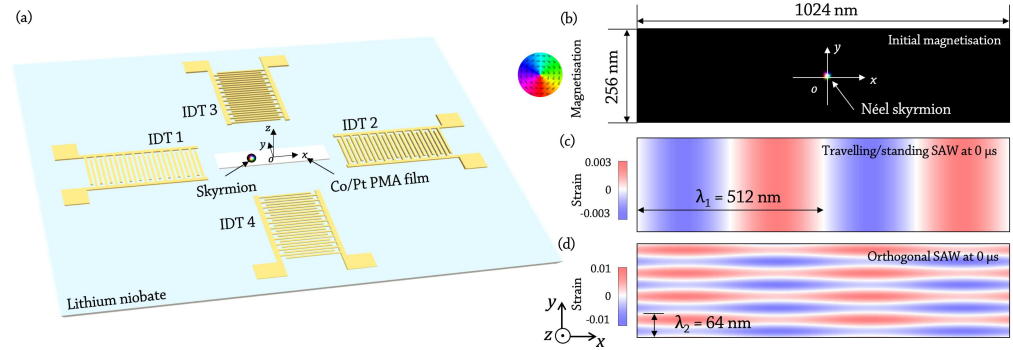 (a)
IDT 3
IDT 1
IDT 2
z
y
o
x
Skyrmion
Co/Pt PMA film
IDT 4
Lithium niobate
(b)
1024 nm
Magnetisation
256 nm
Initial magnetisation
y
x
o
Néel skyrmion
(c)
Travelling/standing SAW at 0 µs
Strain
0.003
0
-0.003
λ1 = 512 nm
(d)
Orthogonal SAW at 0 µs
Strain
0.01
0
-0.01
λ2 = 64 nm
y
z
x